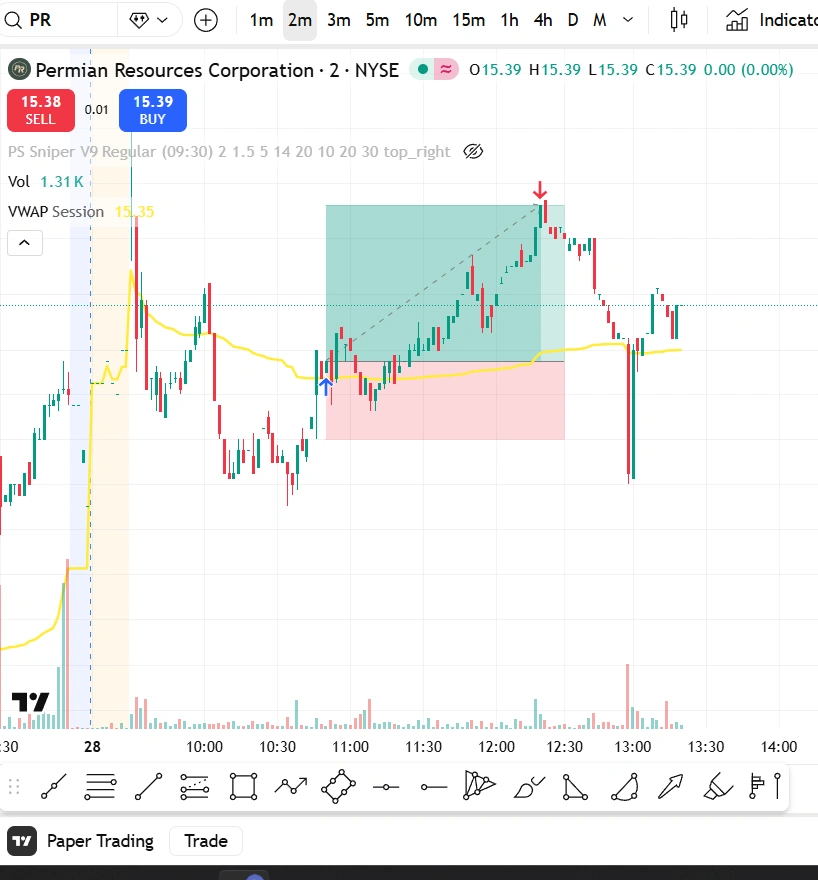 PR 1m 2m 3m 5m 10m 15m 1h 4h D M Indicato
Permian Resources Corporation · 2 · NYSE O15.39 H15.39 L15.39 C15.39 0.00 (0.00%)
15.38 0.01 15.39
SELL BUY
PS Sniper V9 Regular (09:30) 2 1.5 5 14 20 10 20 30 top_right
Vol 1.31 K
VWAP Session 15.35
:30 28 10:00 10:30 11:00 11:30 12:00 12:30 13:00 13:30 14:00
Paper Trading Trade